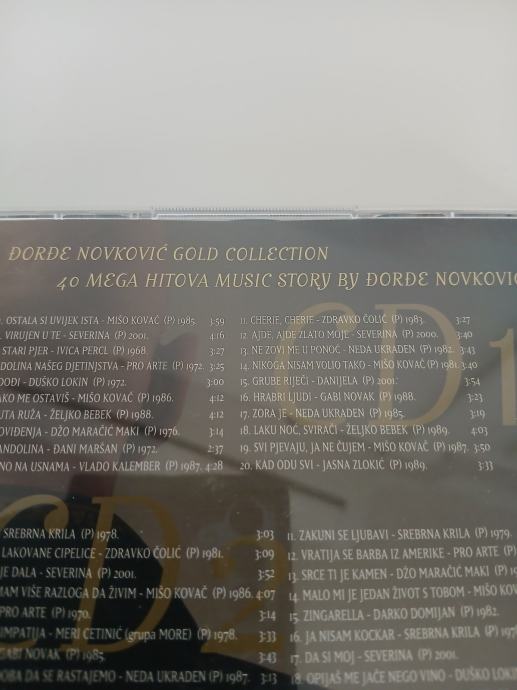 ĐORĐE NOVKOVIĆ GOLD COLLECTION
40 MEGA HITOVA MUSIC STORY BY ĐORĐE NOVKOVIĆ
CD 1
OSTALA SI UVIJEK ISTA - MIŠO KOVAČ (P) 1985. 3:59
VIRUJEN U TE - SEVERINA (P) 2001. 4:16
STARI PJER - IVICA PERCL (P) 1968. 3:27
DOLINA NAŠEG DJETINJSTVA - PRO ARTE (P) 1972. 3:25
DOĐI - DUŠKO LOKIN (P) 1972. 3:00
AKO ME OSTAVIŠ - MIŠO KOVAČ (P) 1986. 4:12
RUŽA - ŽELJKO BEBEK (P) 1988. 4:12
DŽO MARAČIĆ MAKI (P) 1976. 3:14
DANI MARŠAN (P) 1972. 2:37
NA USNAMA - VLADO KALEMBER (P) 1987. 4:28
11. CHERIE, CHERIE - ZDRAVKO ČOLIĆ (P) 1983. 3:27
12. AJDE, AJDE ZLATO MOJE - SEVERINA (P) 2000. 3:40
13. NE ZOVI ME U PONOĆ - NEDA UKRADEN (P) 1982. 3:43
14. NIKOGA NISAM VOLIO TAKO - MIŠO KOVAČ (P) 1981. 3:40
15. GRUBE RIJEČI - DANIJELA (P) 2001. 3:54
16. HRABRI LJUDI - GABI NOVAK (P) 1988. 3:23
17. ZORA JE - NEDA UKRADEN (P) 1985. 3:19
18. LAKU NOĆ, SVIRAČI - ŽELJKO BEBEK (P) 1989. 4:03
19. SVI PJEVAJU, JA NE ČUJEM - MIŠO KOVAČ (P) 1987. 3:50
20. KAD ODU SVI - JASNA ZLOKIĆ (P) 1989. 3:33
CD 2
SREBRNA KRILA (P) 1978. 3:03
LAKOVANE CIPELICE - ZDRAVKO ČOLIĆ (P) 1981. 3:09
JE DALA - SEVERINA (P) 2001. 3:52
VIŠE RAZLOGA DA ŽIVIM - MIŠO KOVAČ (P) 1986. 4:07
PRO ARTE (P) 1970. 3:14
MERI CETINIĆ (grupa MORE) (P) 1978. 3:33
GABI NOVAK (P) 1985. 3:43
DA SE RASTAJEMO - NEDA UKRADEN (P) 1987. 3:13
11. ZAKUNI SE LJUBAVI - SREBRNA KRILA (P) 1979.
12. VRATIJA SE BARBA IZ AMERIKE - PRO ARTE (P)
13. SRCE TI JE KAMEN - DŽO MARAČIĆ MAKI (P)
14. MALO MI JE JEDAN ŽIVOT S TOBOM - MIŠO
15. ZINGARELLA - DARKO DOMIJAN (P) 1982.
16. JA NISAM KOCKAR - SREBRNA KRILA (P)
17. DA SI MOJ - SEVERINA (P) 2001.
18. OPIJAŠ ME JAČE NEGO VINO - DUŠKO